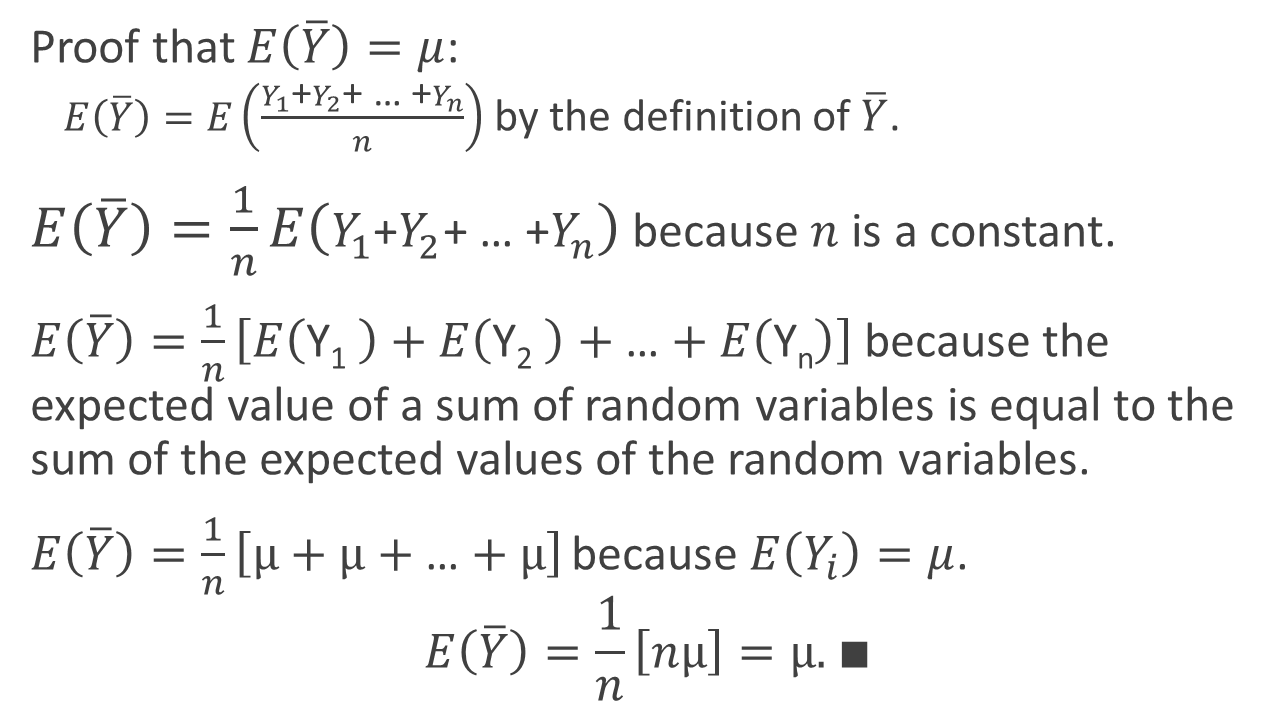 Proof that E(Ȳ) = μ:
E(Ȳ) = E((Y₁+Y₂+ … +Yₙ)/n) by the definition of Ȳ.
E(Ȳ) = 1/n E(Y₁+Y₂+ … +Yₙ) because n is a constant.
E(Ȳ) = 1/n [E(Y₁ ) + E(Y₂ ) + … + E(Yₙ)] because the
expected value of a sum of random variables is equal to the
sum of the expected values of the random variables.
E(Ȳ) = 1/n [μ + μ + … + μ] because E(Yᵢ) = μ.
E(Ȳ) = 1/n [nμ] = μ. ■